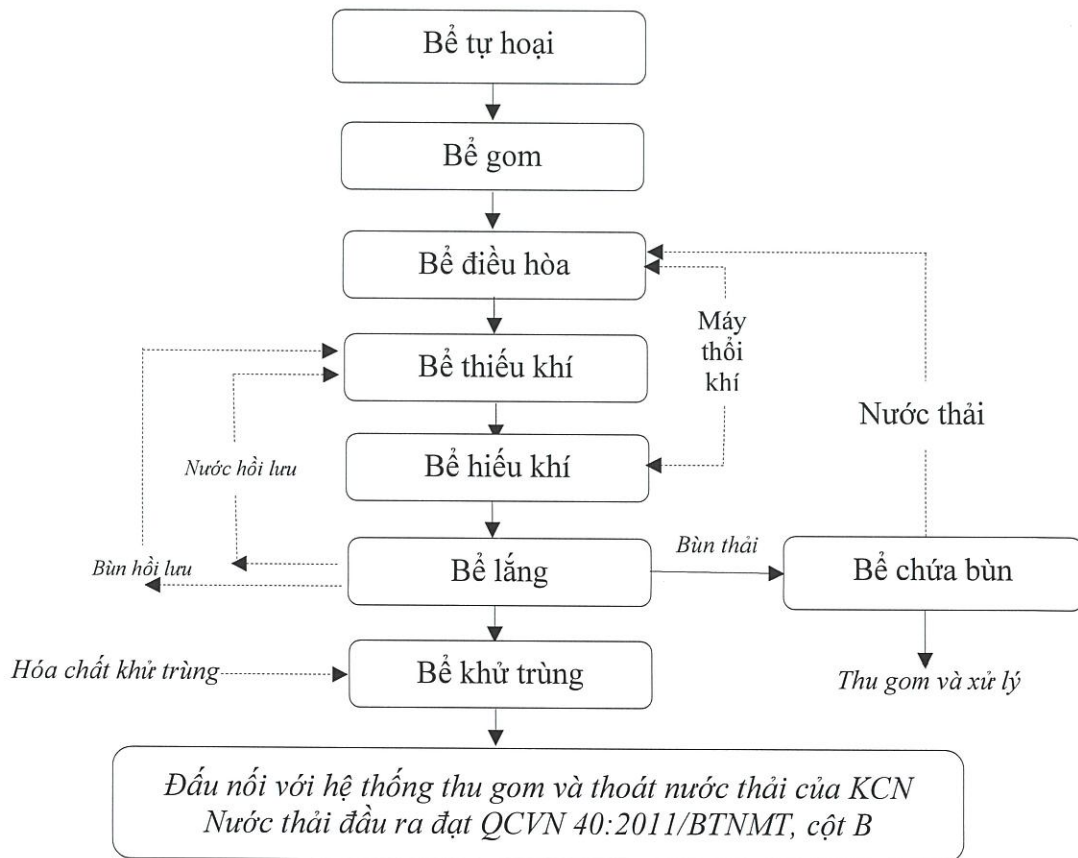 Bể tự hoại
Bể gom
Bể điều hòa
Máy
thổi
khí
Bể thiếu khí
Nước thải
Bể hiếu khí
Nước hồi lưu
Bùn thải
Bùn hồi lưu
Bể lắng
Bể chứa bùn
Hóa chất khử trùng
Bể khử trùng
Thu gom và xử lý
Đấu nối với hệ thống thu gom và thoát nước thải của KCN
Nước thải đầu ra đạt QCVN 40:2011/BTNMT, cột B